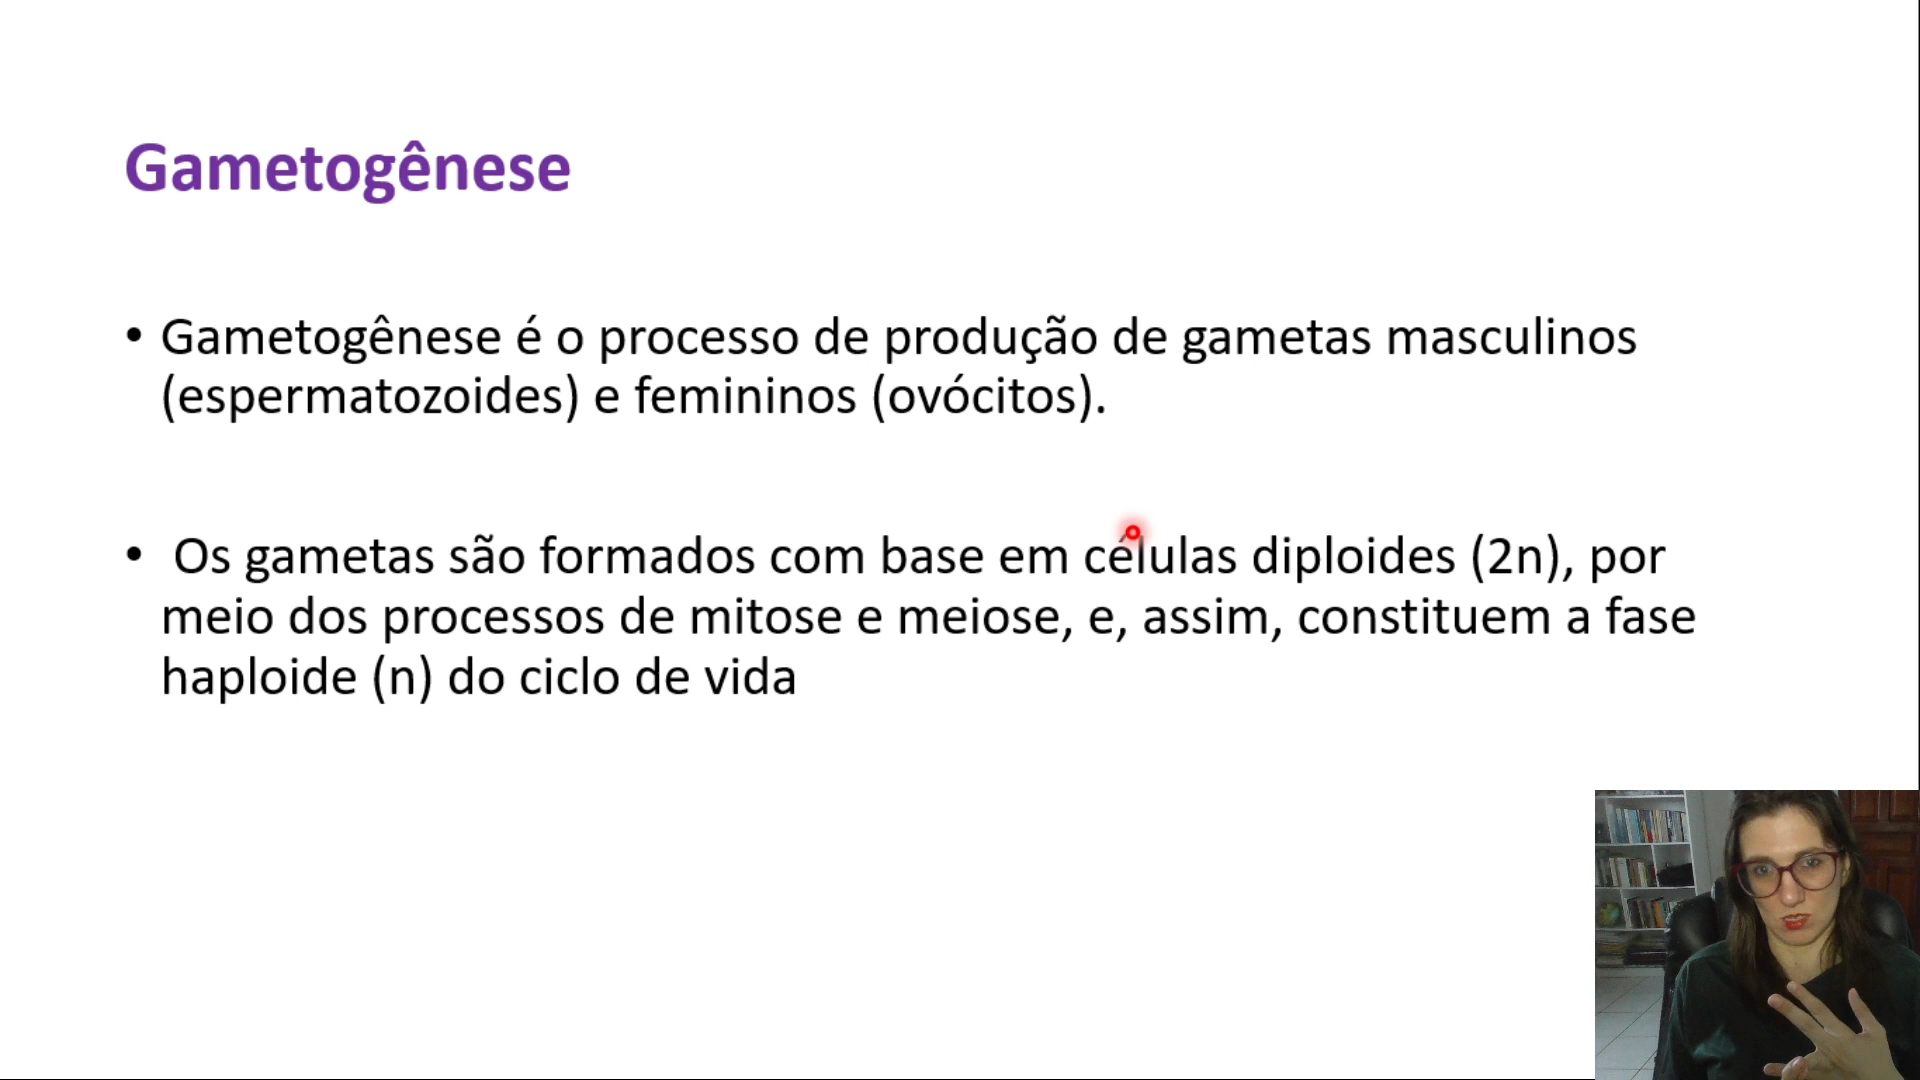 Gametogênese
• Gametogênese é o processo de produção de gametas masculinos
(espermatozoides) e femininos (ovócitos).
• Os gametas são formados com base em células diploides (2n), por
meio dos processos de mitose e meiose, e, assim, constituem a fase
haploide (n) do ciclo de vida